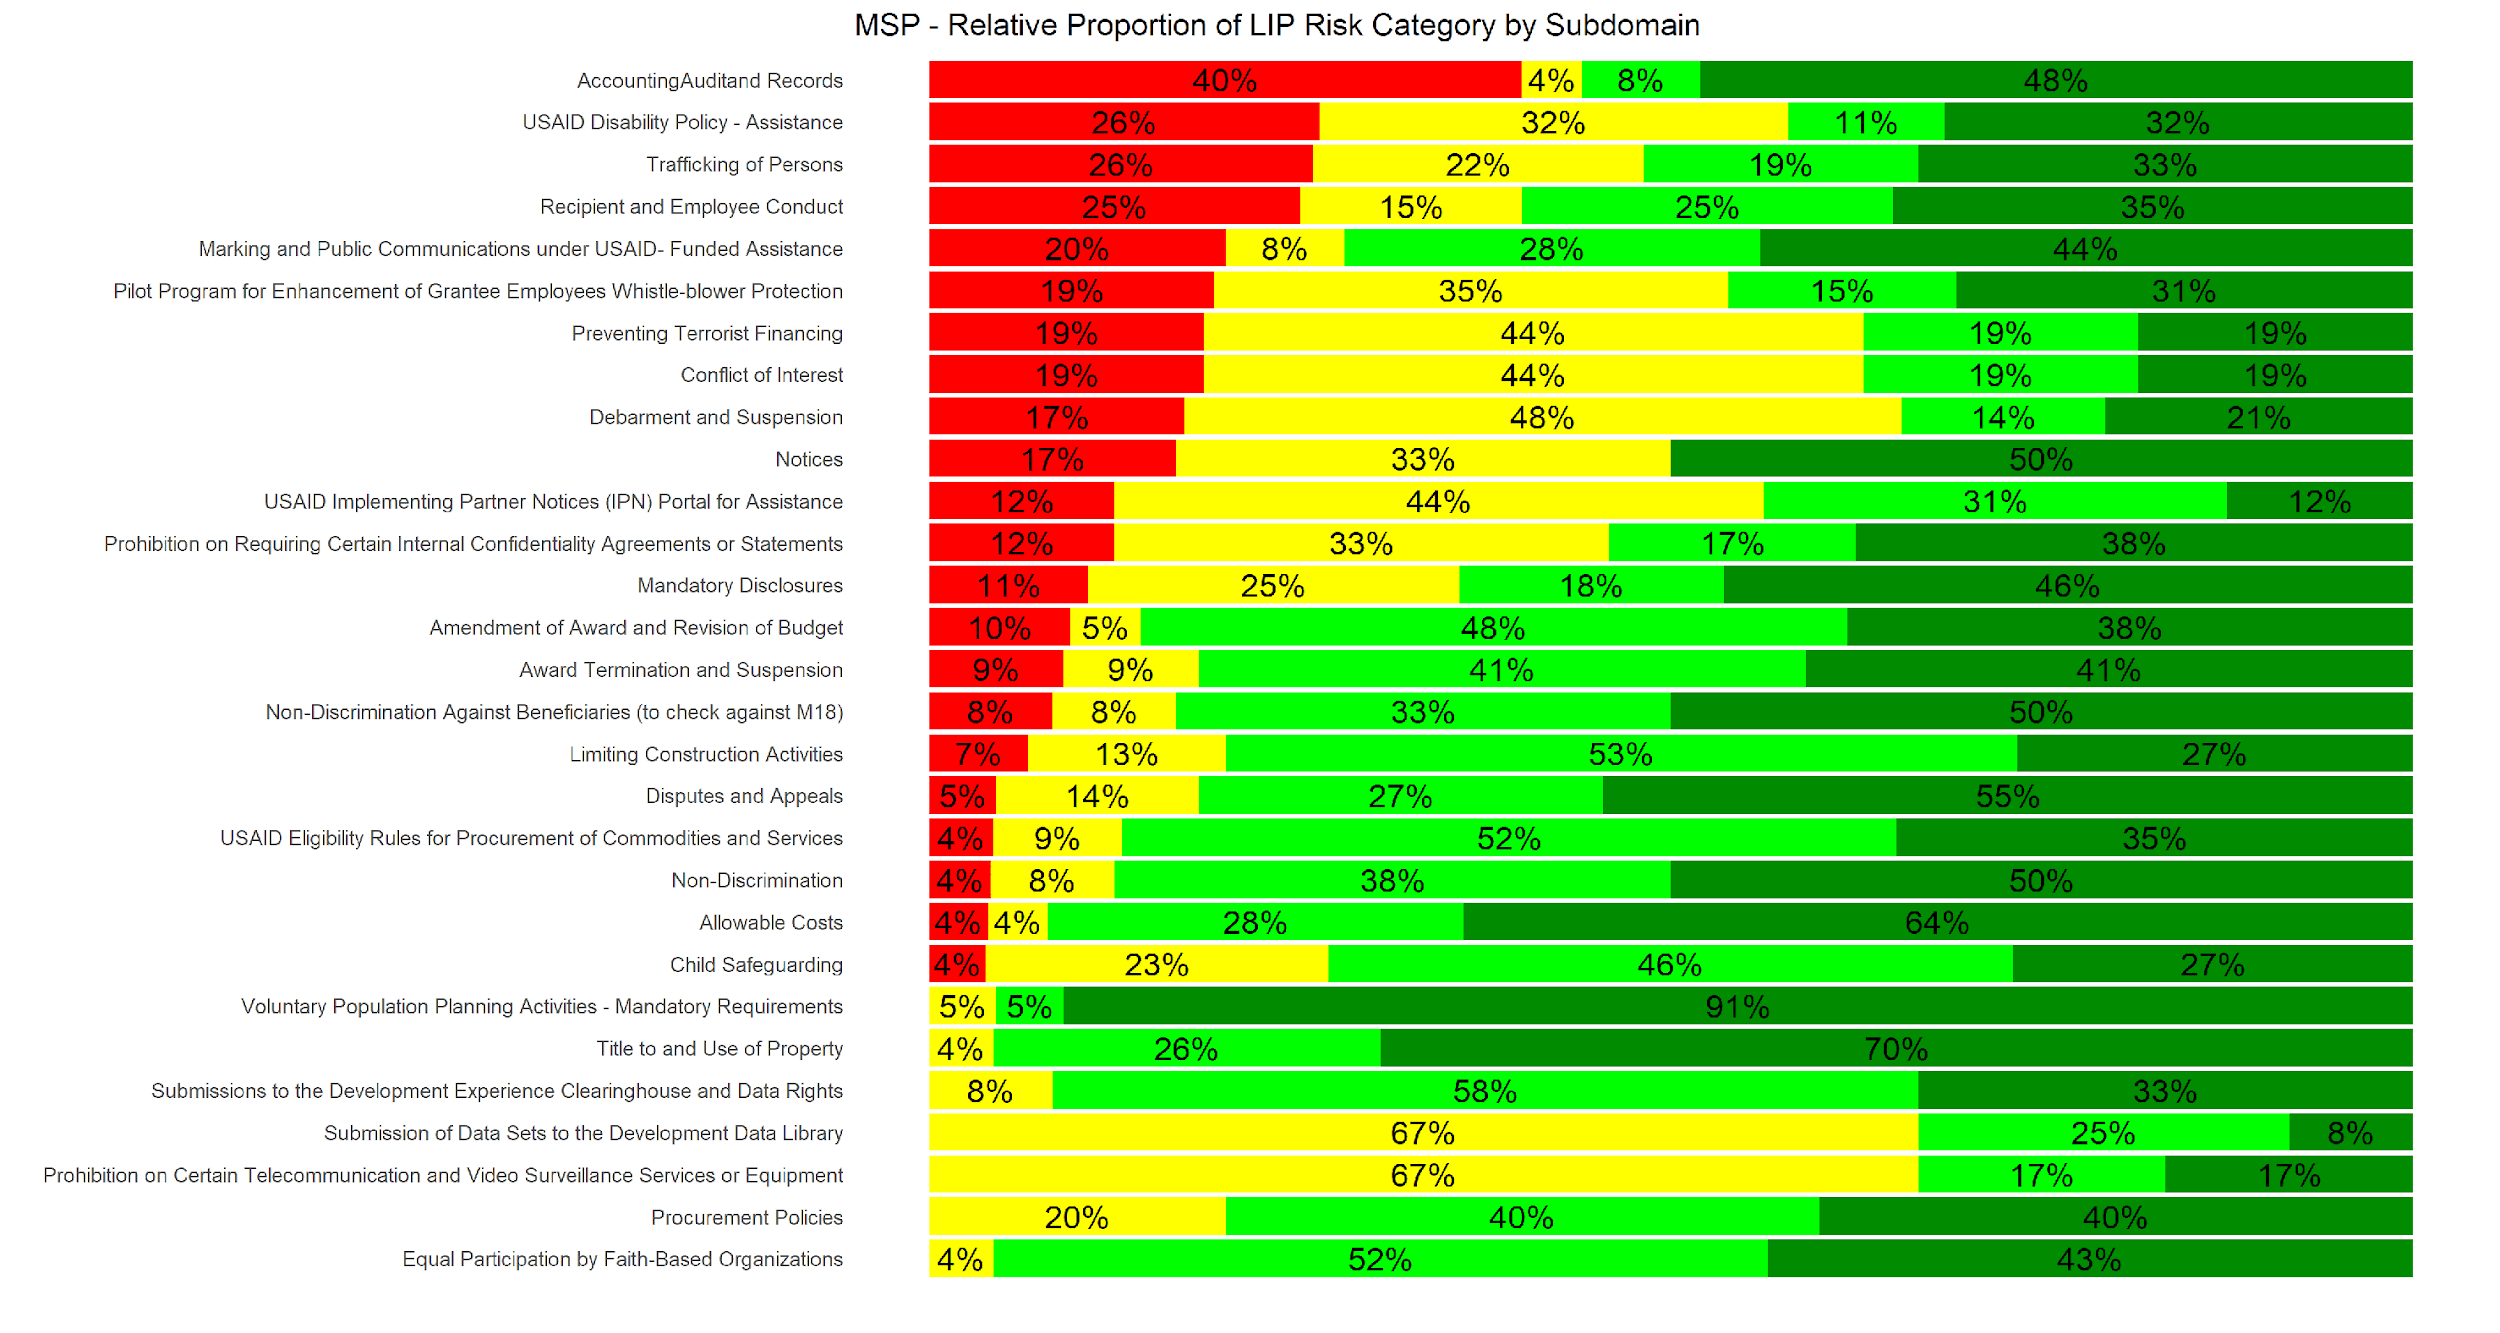 MSP - Relative Proportion of LIP Risk Category by Subdomain
AccountingAuditand Records 40% 4% 8% 48%
USAID Disability Policy - Assistance 26% 32% 11% 32%
Trafficking of Persons 26% 22% 19% 33%
Recipient and Employee Conduct 25% 15% 25% 35%
Marking and Public Communications under USAID- Funded Assistance 20% 8% 28% 44%
Pilot Program for Enhancement of Grantee Employees Whistle-blower Protection 19% 35% 15% 31%
Preventing Terrorist Financing 19% 44% 19% 19%
Conflict of Interest 19% 44% 19% 19%
Debarment and Suspension 17% 48% 14% 21%
Notices 17% 33% 50%
USAID Implementing Partner Notices (IPN) Portal for Assistance 12% 44% 31% 12%
Prohibition on Requiring Certain Internal Confidentiality Agreements or Statements 12% 33% 17% 38%
Mandatory Disclosures 11% 25% 18% 46%
Amendment of Award and Revision of Budget 10% 5% 48% 38%
Award Termination and Suspension 9% 9% 41% 41%
Non-Discrimination Against Beneficiaries (to check against M18) 8% 8% 33% 50%
Limiting Construction Activities 7% 13% 53% 27%
Disputes and Appeals 5% 14% 27% 55%
USAID Eligibility Rules for Procurement of Commodities and Services 4% 9% 52% 35%
Non-Discrimination 4% 8% 38% 50%
Allowable Costs 4% 4% 28% 64%
Child Safeguarding 4% 23% 46% 27%
Voluntary Population Planning Activities - Mandatory Requirements 5% 5% 91%
Title to and Use of Property 4% 26% 70%
Submissions to the Development Experience Clearinghouse and Data Rights 8% 58% 33%
Submission of Data Sets to the Development Data Library 67% 25% 8%
Prohibition on Certain Telecommunication and Video Surveillance Services or Equipment 67% 17% 17%
Procurement Policies 20% 40% 40%
Equal Participation by Faith-Based Organizations 4% 52% 43%